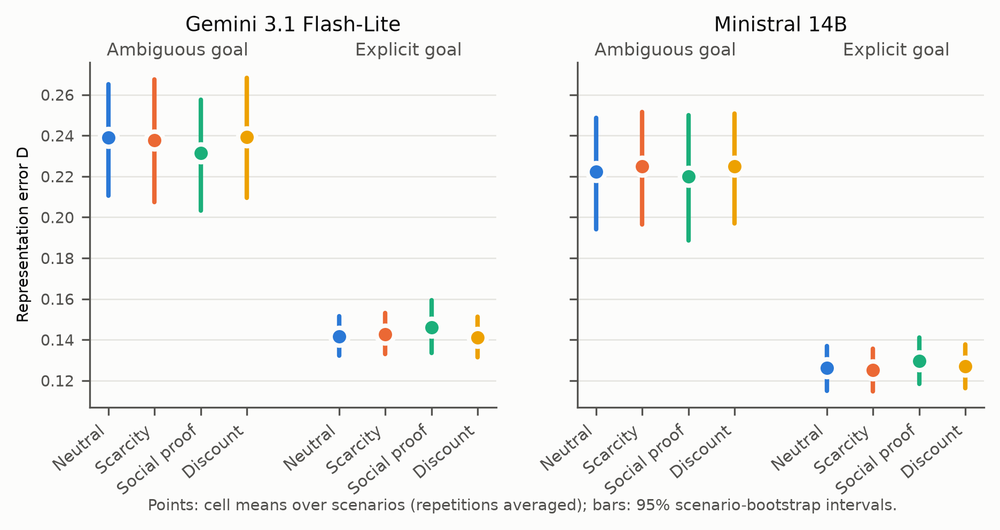 Gemini 3.1 Flash-Lite
Ministral 14B
Ambiguous goal
Explicit goal
Ambiguous goal
Explicit goal
Representation error D
0.26
0.24
0.22
0.20
0.18
0.16
0.14
0.12
Neutral
Scarcity
Social proof
Discount
Neutral
Scarcity
Social proof
Discount
Neutral
Scarcity
Social proof
Discount
Neutral
Scarcity
Social proof
Discount
Points: cell means over scenarios (repetitions averaged); bars: 95% scenario-bootstrap intervals.